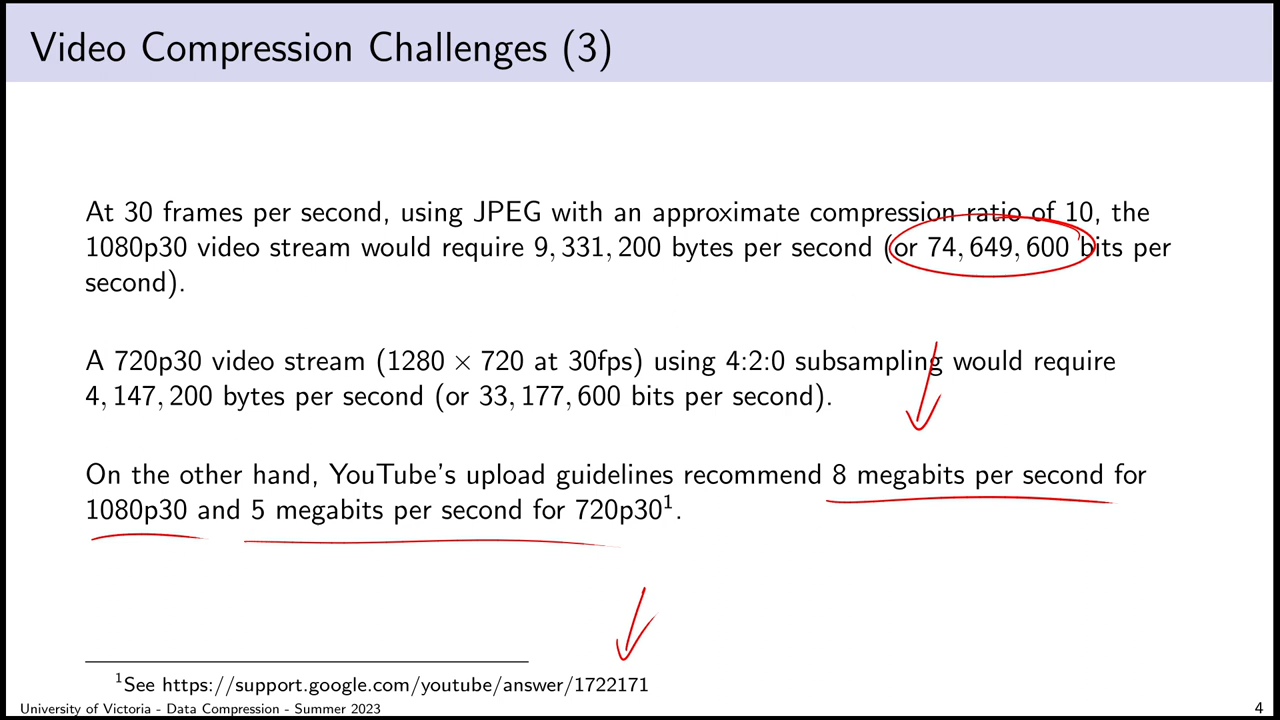 Video Compression Challenges (3)
At 30 frames per second, using JPEG with an approximate compression ratio of 10, the
1080p30 video stream would require 9, 331, 200 bytes per second (or 74, 649, 600 bits per
second).
A 720p30 video stream (1280 × 720 at 30fps) using 4:2:0 subsampling would require
4, 147, 200 bytes per second (or 33, 177, 600 bits per second).
On the other hand, YouTube's upload guidelines recommend 8 megabits per second for
1080p30 and 5 megabits per second for 720p30¹.
¹See https://support.google.com/youtube/answer/1722171
University of Victoria - Data Compression - Summer 2023
4